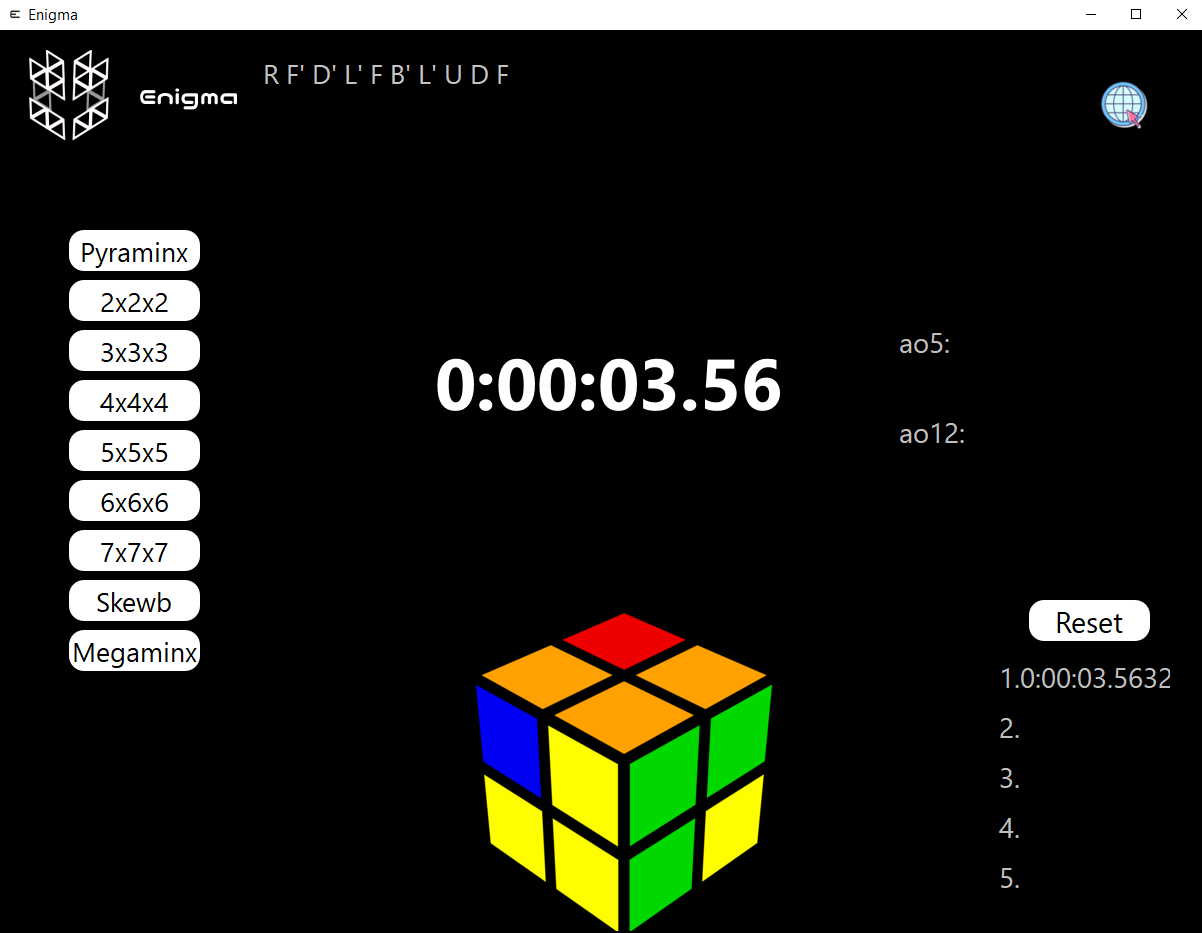 Enigma
R F' D' L' F B' L' U D F
Enigma
Pyraminx
2x2x2
3x3x3
4x4x4
5x5x5
6x6x6
7x7x7
Skewb
Megaminx
0:00:03.56
ao5:
ao12:
Reset
1.0:00:03.5632
2.
3.
4.
5.